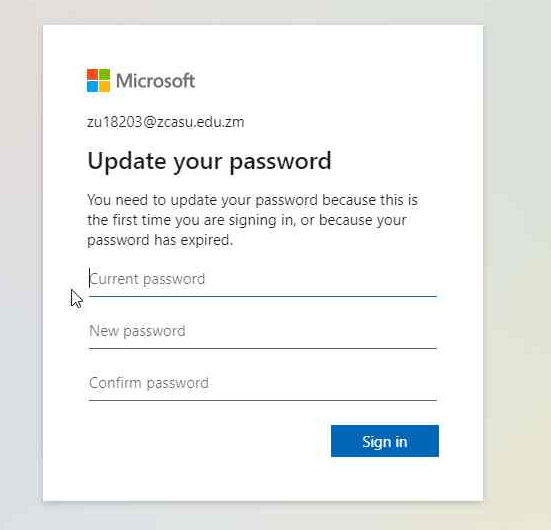 Microsoft
zu18203@zcasu.edu.zm
Update your password
You need to update your password because this is
the first time you are signing in, or because your
password has expired.
Current password
New password
Confirm password
Sign in